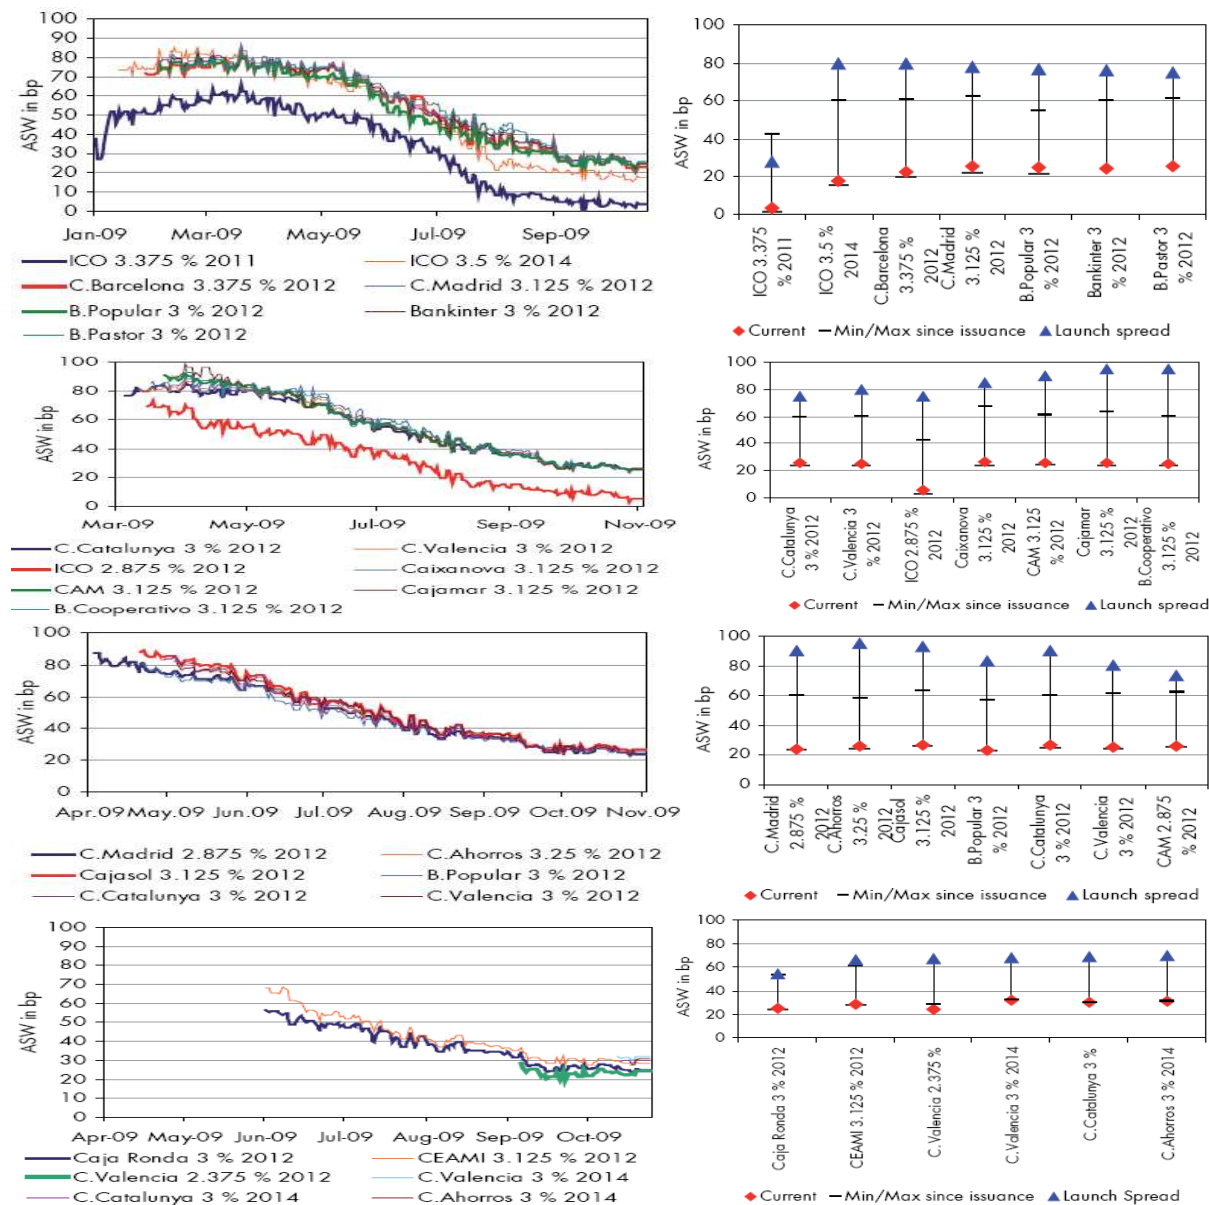 100
90
80
70
60
50
40
30
20
10
0
ASW in bp
Jan-09 Mar-09 May-09 Jul-09 Sep-09
ICO 3.375 % 2011 ICO 3.5 % 2014
C.Barcelona 3.375 % 2012 C.Madrid 3.125 % 2012
B.Popular 3 % 2012 Bankinter 3 % 2012
B.Pastor 3 % 2012
100
80
60
40
20
0
ASW in bp
ICO 3.375 % 2011
ICO 3.5 % 2014
C.Barcelona 3.375 % 2012
C.Madrid 3.125 % 2012
B.Popular 3 % 2012
Bankinter 3 % 2012
B.Pastor 3 % 2012
Current Min/Max since issuance Launch spread
100
80
60
40
20
0
ASW in bp
Mar-09 May-09 Jul-09 Sep-09 Nov-09
C.Catalunya 3 % 2012 C.Valencia 3 % 2012
ICO 2.875 % 2012 Caixanova 3.125 % 2012
CAM 3.125 % 2012 Cajamar 3.125 % 2012
B.Cooperativo 3.125 % 2012
100
80
60
40
20
0
ASW in bp
C.Catalunya 3 % 2012
C.Valencia 3 % 2012
ICO 2.875 % 2012
Caixanova 3.125 % 2012
CAM 3.125 % 2012
Cajamar 3.125 % 2012
B.Cooperativo 3.125 % 2012
Current Min/Max since issuance Launch spread
100
80
60
40
20
0
ASW in bp
Apr.09 May.09 Jun.09 Jul.09 Aug.09 Sep.09 Oct.09 Nov.09
C.Madrid 2.875 % 2012 C.Ahorros 3.25 % 2012
Cajasol 3.125 % 2012 B.Popular 3 % 2012
C.Catalunya 3 % 2012 C.Valencia 3 % 2012
100
80
60
40
20
0
ASW in bp
C.Madrid 2.875 % 2012
C.Ahorros 3.25 % 2012
Cajasol 3.125 % 2012
B.Popular 3 % 2012
C.Catalunya 3 % 2012
C.Valencia 3 % 2012
CAM 2.875 % 2012
Current Min/Max since issuance Launch spread
100
90
80
70
60
50
40
30
20
10
0
ASW in bp
Apr-09 May-09 Jun-09 Jul-09 Aug-09 Sep-09 Oct-09
Caja Ronda 3 % 2012 CEAMI 3.125 % 2012
C.Valencia 2.375 % 2012 C.Valencia 3 % 2014
C.Catalunya 3 % 2014 C.Ahorros 3 % 2014
100
80
60
40
20
0
ASW in bp
Caja Ronda 3 % 2012
CEAMI 3.125 % 2012
C.Valencia 2.375 %
C.Valencia 3 % 2014
C.Catalunya 3 %
C.Ahorros 3 % 2014
Current Min/Max since issuance Launch Spread